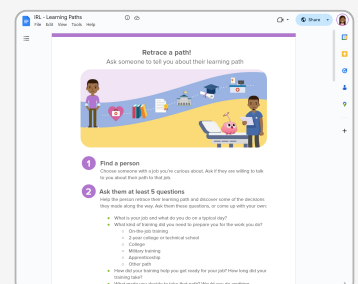 IRL - Learning Paths
File Edit View Tools Help
Share
Retrace a path!
Ask someone to tell you about their learning path
1 Find a person
Choose someone with a job you're curious about. Ask if they are willing to talk
to you about their path to that job.
2 Ask them at least 5 questions
Help the person retrace their learning path and discover some of the decisions
they made along the way. Ask them these questions, or come up with your own:
What is your job and what do you do on a typical day?
What kind of training did you need to prepare you for the work you do?
On-the-job training
2-year college or technical school
College
Military training
Apprenticeship
Other path
How did your training help you get ready for your job? How long did your
training take?